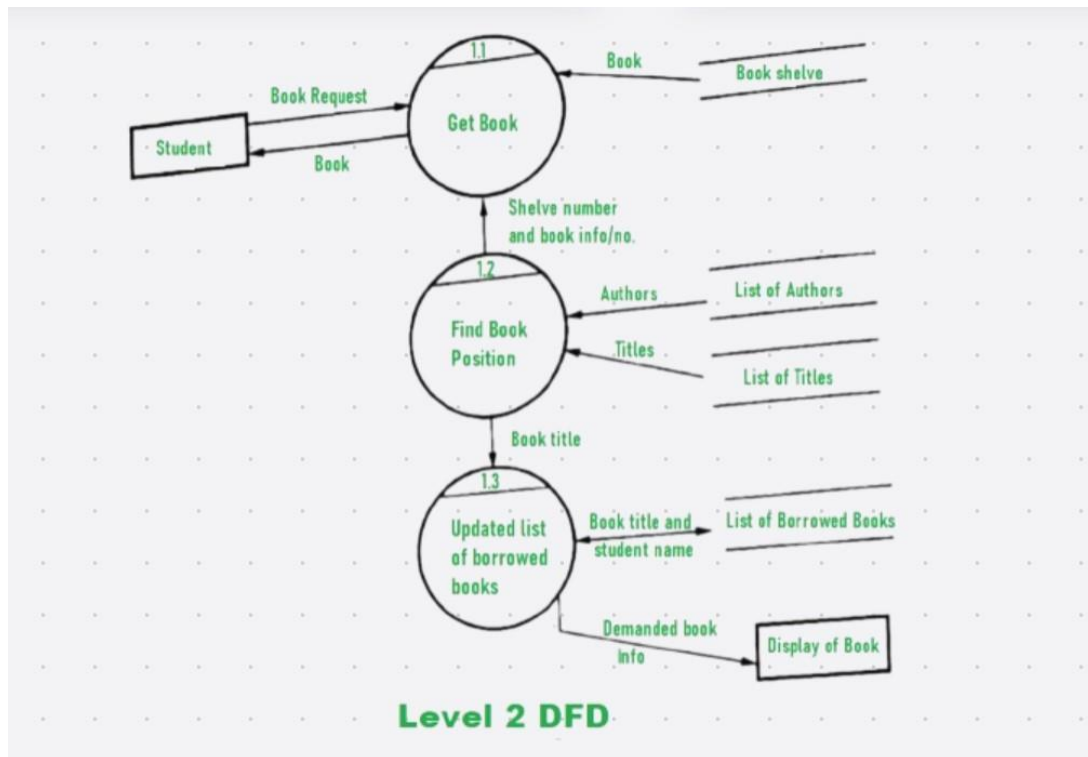 1.1
Book
Book shelve
Book Request
Get Book
Student
Book
Shelve number
and book info/no.
1.2
Authors
List of Authors
Find Book
Position
Titles
List of Titles
Book title
1.3
Updated list
of borrowed
books
Book title and
student name
List of Borrowed Books
Demanded book
Info
Display of Book
Level 2 DFD